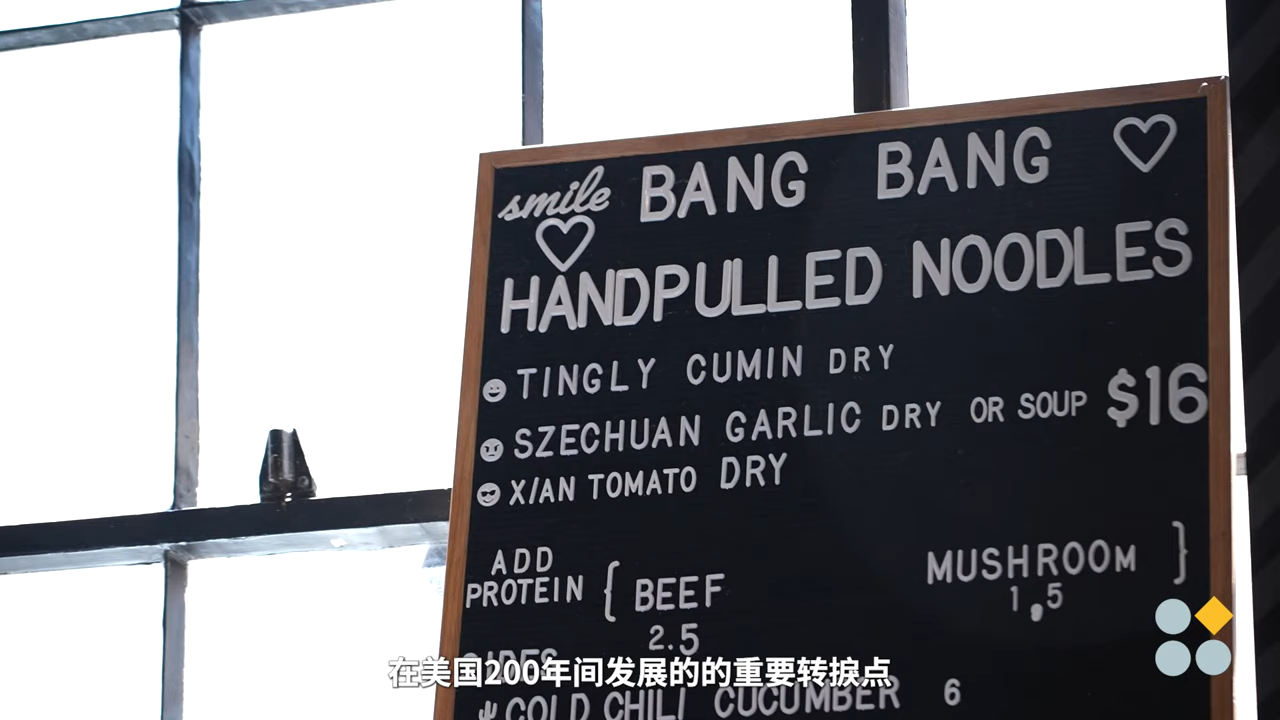 smile BANG BANG
HANDPULLED NOODLES
TINGLY CUMIN DRY
SZECHUAN GARLIC DRY OR SOUP $16
X/AN TOMATO DRY
ADD PROTEIN { BEEF 2.5 MUSHROOM 1,5 }
SIDES
COLD CHILI CUCUMBER 6
在美国200年间发展的的重要转捩点